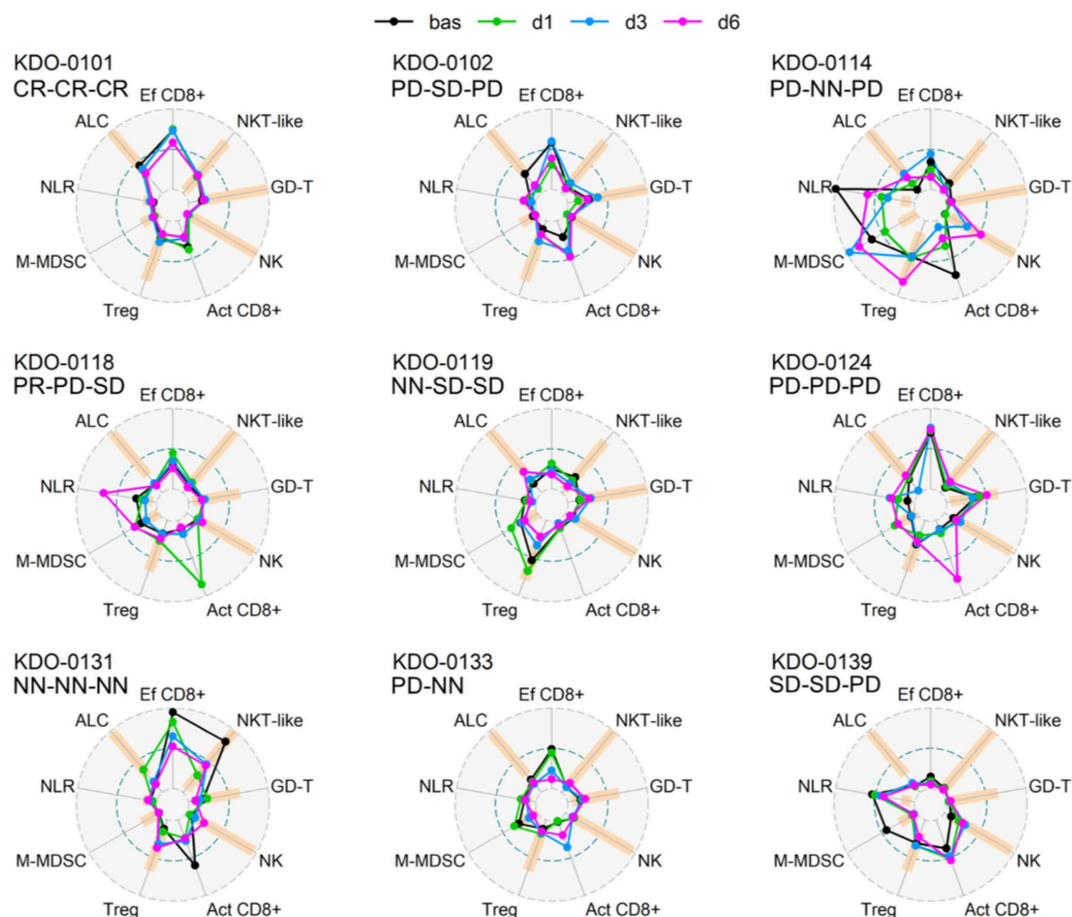 bas d1 d3 d6
KDO-0101
CR-CR-CR
Ef CD8+
ALC NKT-like
NLR GD-T
M-MDSC NK
Treg Act CD8+
KDO-0102
PD-SD-PD
Ef CD8+
ALC NKT-like
NLR GD-T
M-MDSC NK
Treg Act CD8+
KDO-0114
PD-NN-PD
Ef CD8+
ALC NKT-like
NLR GD-T
M-MDSC NK
Treg Act CD8+
KDO-0118
PR-PD-SD
Ef CD8+
ALC NKT-like
NLR GD-T
M-MDSC NK
Treg Act CD8+
KDO-0119
NN-SD-SD
Ef CD8+
ALC NKT-like
NLR GD-T
M-MDSC NK
Treg Act CD8+
KDO-0124
PD-PD-PD
Ef CD8+
ALC NKT-like
NLR GD-T
M-MDSC NK
Treg Act CD8+
KDO-0131
NN-NN-NN
Ef CD8+
ALC NKT-like
NLR GD-T
M-MDSC NK
Treg Act CD8+
KDO-0133
PD-NN
Ef CD8+
ALC NKT-like
NLR GD-T
M-MDSC NK
Treg Act CD8+
KDO-0139
SD-SD-PD
Ef CD8+
ALC NKT-like
NLR GD-T
M-MDSC NK
Treg Act CD8+